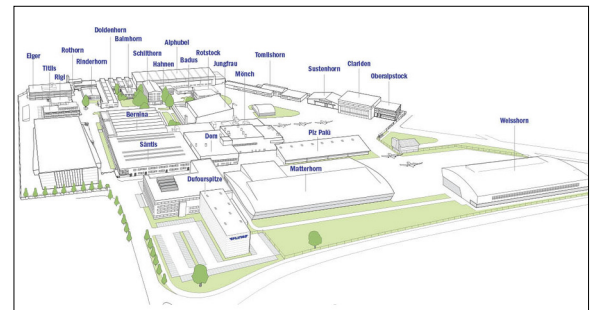 Doldenhorn
Balmhorn
Alphubel
Rothorn
Schilthorn
Badus
Rotstock
Tomlishorn
Eiger
Titlis
Rinderhorn
Hahnen
Jungfrau
Clariden
Rigi
Mönch
Sustenhorn
Oberalpstock
Bernina
Weisshorn
Säntis
Dom
Piz Palü
Dufourspitze
Matterhorn